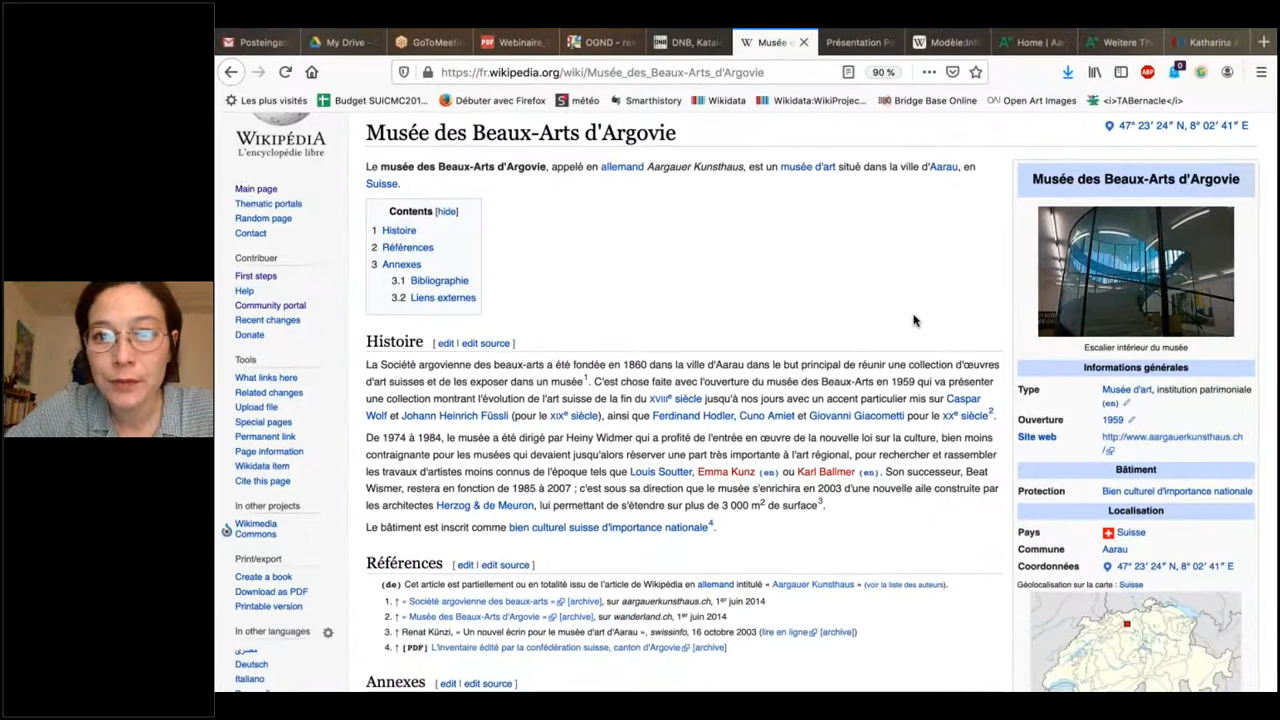 Posteingan
My Drive -
GoToMeeti
Webinaire_
OGND – res
DNB, Katal
Musée
Présentation Po
Modèle:Inf
Home | Aar
Weitere Th
Katharina A
https://fr.wikipedia.org/wiki/Musée_des_Beaux-Arts_d'Argovie
90 %
ABP
0
Les plus visités
Budget SUICMC201...
Débuter avec Firefox
météo
Smarthistory
Wikidata
Wikidata:WikiProjec...
Bridge Base Online
Open Art Images
<i>TABernacle</i>
WIKIPÉDIA
L'encyclopédie libre
Main page
Thematic portals
Random page
Contact
Contribuer
First steps
Help
Community portal
Recent changes
Donate
Tools
What links here
Related changes
Upload file
Special pages
Permanent link
Page information
Wikidata item
Cite this page
In other projects
Wikimedia
Commons
Print/export
Create a book
Download as PDF
Printable version
In other languages
مصرى
Deutsch
Italiano
Musée des Beaux-Arts d'Argovie
47° 23′ 24″ N, 8° 02′ 41″ E
Le musée des Beaux-Arts d'Argovie, appelé en allemand Aargauer Kunsthaus, est un musée d'art situé dans la ville d'Aarau, en
Suisse.
Contents [hide]
1 Histoire
2 Références
3 Annexes
3.1 Bibliographie
3.2 Liens externes
Histoire [ edit | edit source ]
La Société argovienne des beaux-arts a été fondée en 1860 dans la ville d'Aarau dans le but principal de réunir une collection d'œuvres
d'art suisses et de les exposer dans un musée1. C'est chose faite avec l'ouverture du musée des Beaux-Arts en 1959 qui va présenter
une collection montrant l'évolution de l'art suisse de la fin du XVIIIe siècle jusqu'à nos jours avec un accent particulier mis sur Caspar
Wolf et Johann Heinrich Füssli (pour le XIXe siècle), ainsi que Ferdinand Hodler, Cuno Amiet et Giovanni Giacometti pour le XXe siècle2.
De 1974 à 1984, le musée a été dirigé par Heiny Widmer qui a profité de l'entrée en œuvre de la nouvelle loi sur la culture, bien moins
contraignante pour les musées qui devaient jusqu'alors réserver une part très importante à l'art régional, pour rechercher et rassembler
les travaux d'artistes moins connus de l'époque tels que Louis Soutter, Emma Kunz (en) ou Karl Ballmer (en). Son successeur, Beat
Wismer, restera en fonction de 1985 à 2007 ; c'est sous sa direction que le musée s'enrichira en 2003 d'une nouvelle aile construite par
les architectes Herzog & de Meuron, lui permettant de s'étendre sur plus de 3 000 m2 de surface3.
Le bâtiment est inscrit comme bien culturel suisse d'importance nationale4.
Références [ edit | edit source ]
(de) Cet article est partiellement ou en totalité issu de l'article de Wikipédia en allemand intitulé « Aargauer Kunsthaus » (voir la liste des auteurs).
1. ↑ « Société argovienne des beaux-arts » [archive], sur aargauerkunsthaus.ch, 1er juin 2014
2. ↑ « Musée des Beaux-Arts d'Argovie » [archive], sur wanderland.ch, 1er juin 2014
3. ↑ Renat Künzi, « Un nouvel écrin pour le musée d'art d'Aarau », swissinfo, 16 octobre 2003 (lire en ligne [archive])
4. ↑ [PDF] L'inventaire édité par la confédération suisse, canton d'Argovie [archive]
Annexes [ edit | edit source ]
Musée des Beaux-Arts d'Argovie
Escalier intérieur du musée
Informations générales
Type Musée d'art, institution patrimoniale
(en)
Ouverture 1959
Site web http://www.aargauerkunsthaus.ch
/
Bâtiment
Protection Bien culturel d'importance nationale
Localisation
Pays Suisse
Commune Aarau
Coordonnées 47° 23′ 24″ N, 8° 02′ 41″ E
Géolocalisation sur la carte : Suisse